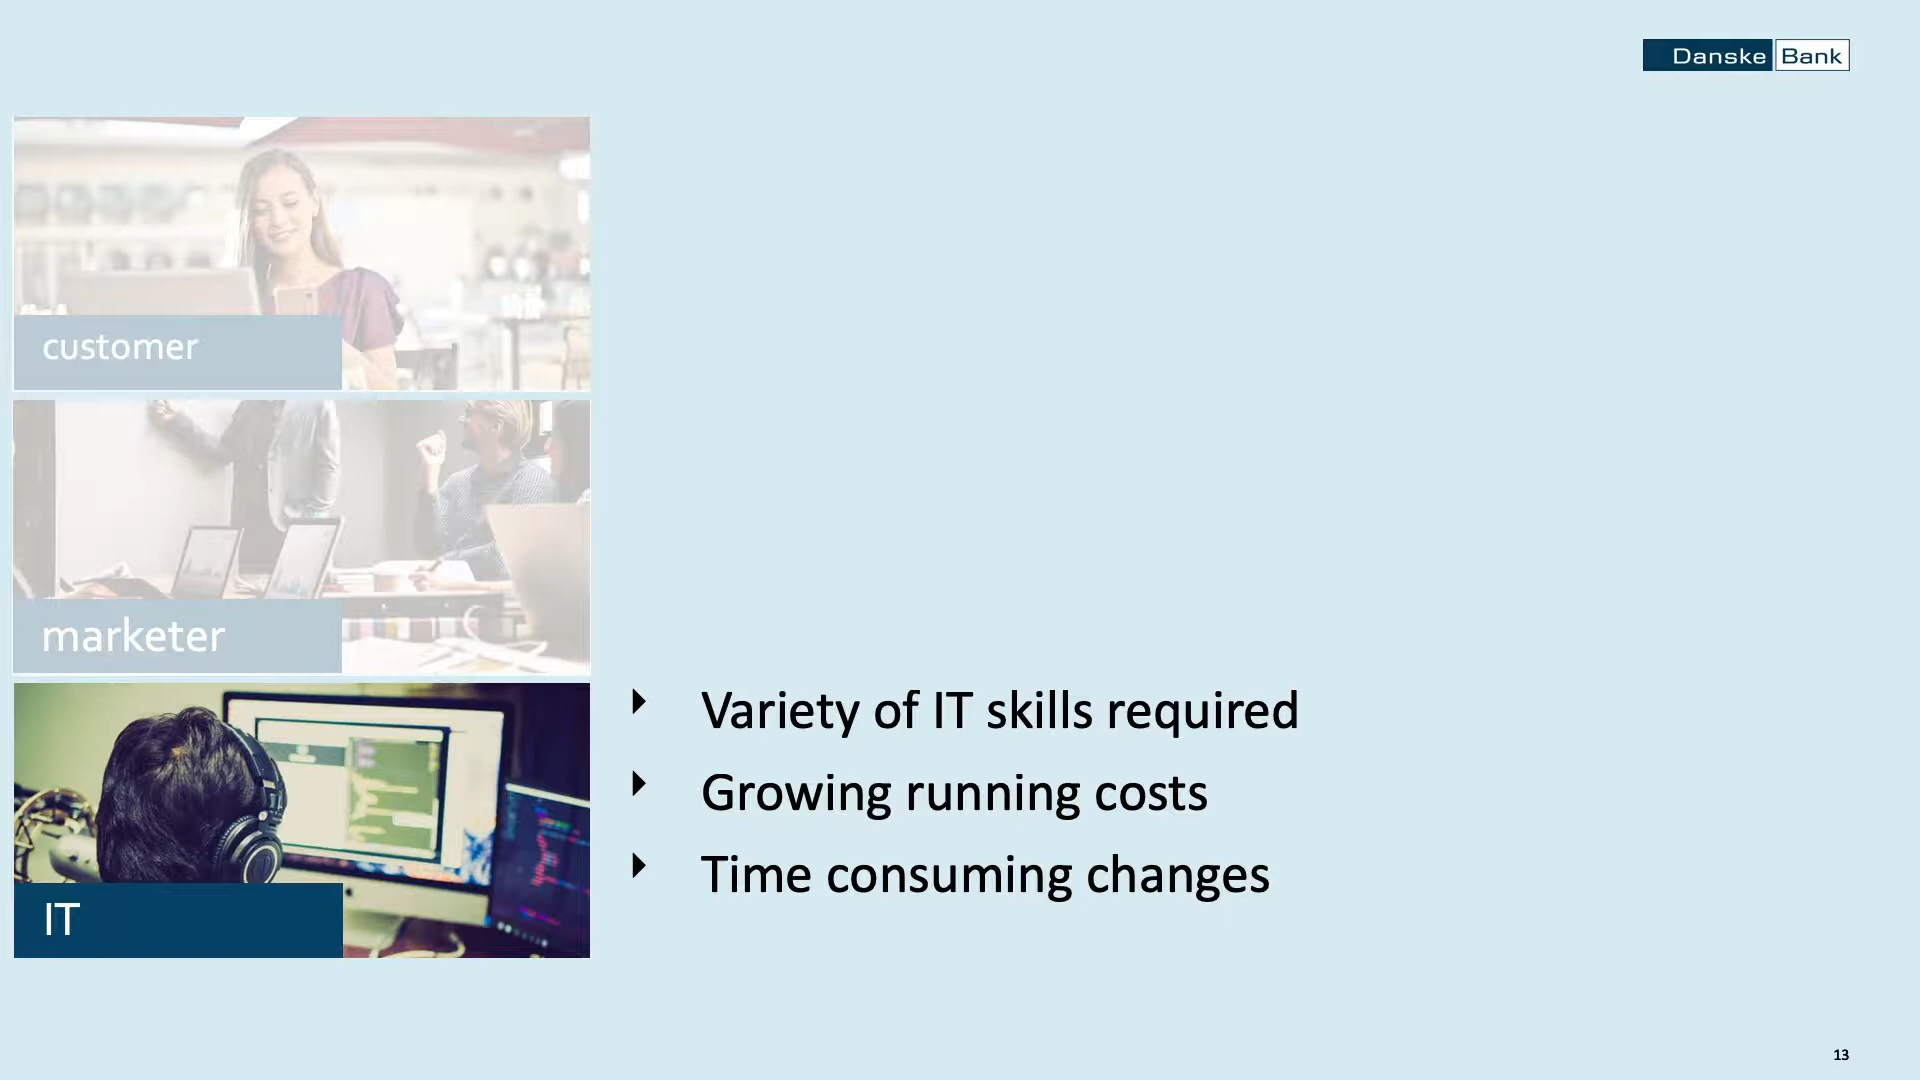 Danske Bank
customer
marketer
Variety of IT skills required
Growing running costs
Time consuming changes
IT
13